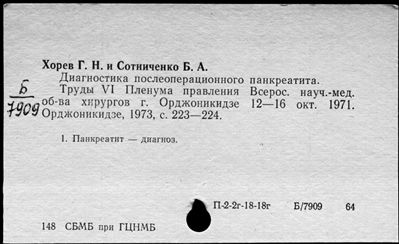 Хорев Г. Н. и Сотниченко Б. А.
Диагностика послеоперационного панкреатита.
Труды VI Пленума правления Всерос. науч.-мед.
об-ва хирургов г. Орджоникидзе 12—16 окт. 1971.
Орджоникидзе, 1973, с. 223—224.
Б
7909
1. Панкреатит — диагноз.
П-2-2г-18-18г Б/7909 64
148 СБМБ при ГЦНМБ